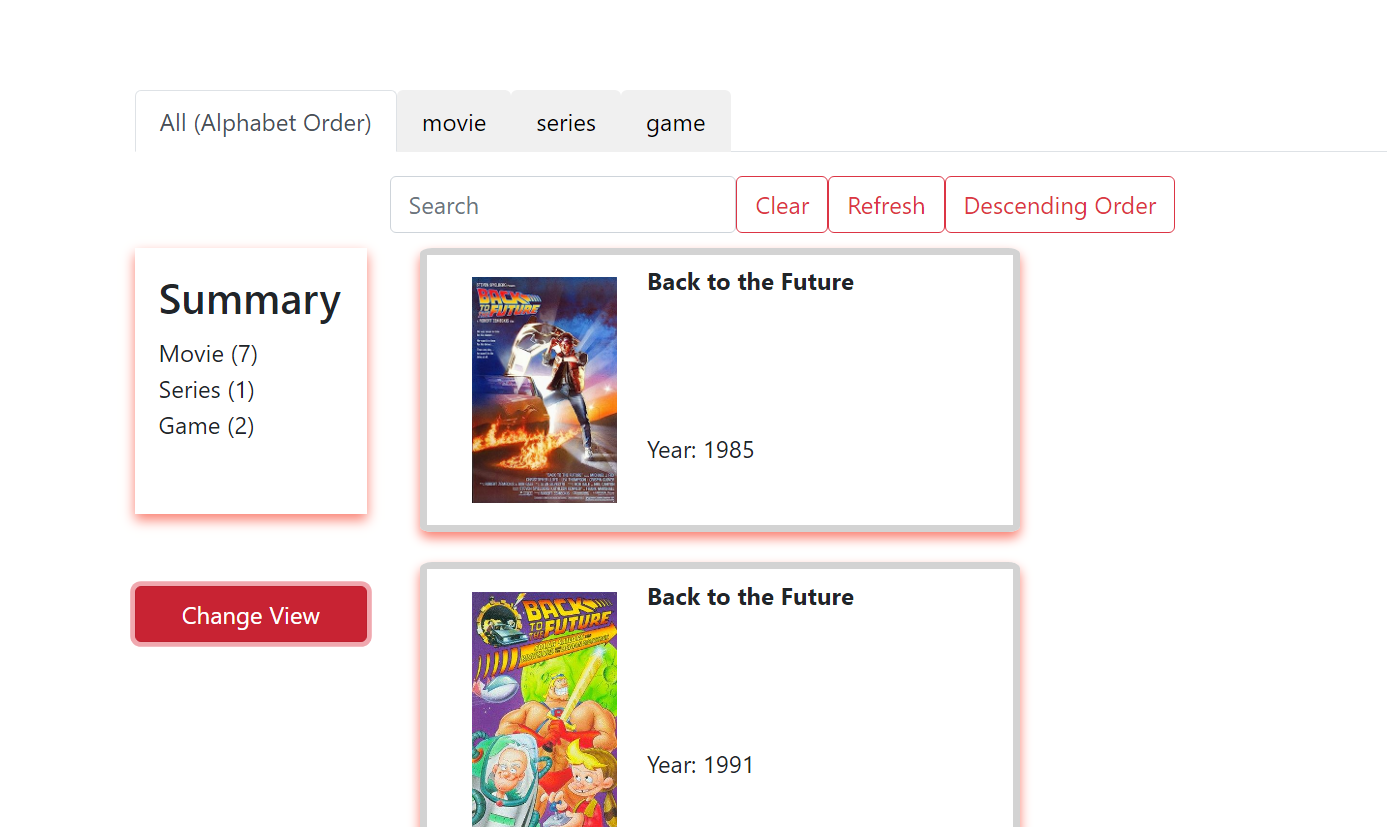 All (Alphabet Order) movie series game
Search Clear Refresh Descending Order
Summary
Movie (7)
Series (1)
Game (2)
Change View
Back to the Future
BACK
TO THE FUTURE
Year: 1985
Back to the Future
BACK
TO THE FUTURE
Year: 1991